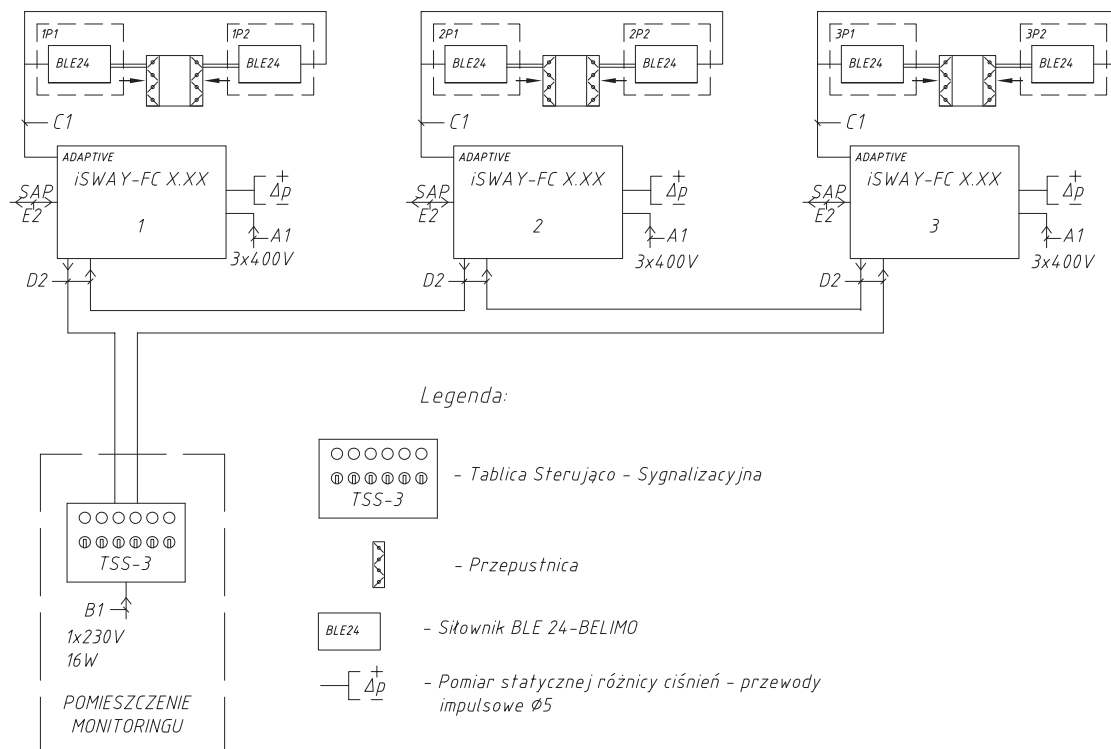 1P1
1P2
BLE24
BLE24
C1
ADAPTIVE
iSWAY-FC X.XX
1
SAP
E2
+
Δp
–
A1
3x400V
D2
2P1
2P2
BLE24
BLE24
C1
ADAPTIVE
iSWAY-FC X.XX
2
SAP
E2
+
Δp
–
A1
3x400V
D2
3P1
3P2
BLE24
BLE24
C1
ADAPTIVE
iSWAY-FC X.XX
3
SAP
E2
+
Δp
–
A1
3x400V
D2
TSS-3
B1
1x230V
16W
POMIESZCZENIE
MONITORINGU
Legenda:
TSS-3
- Tablica Sterująco - Sygnalizacyjna
- Przepustnica
BLE24
- Siłownik BLE 24-BELIMO
+
Δp
–
- Pomiar statycznej różnicy ciśnień - przewody
impulsowe Ø5